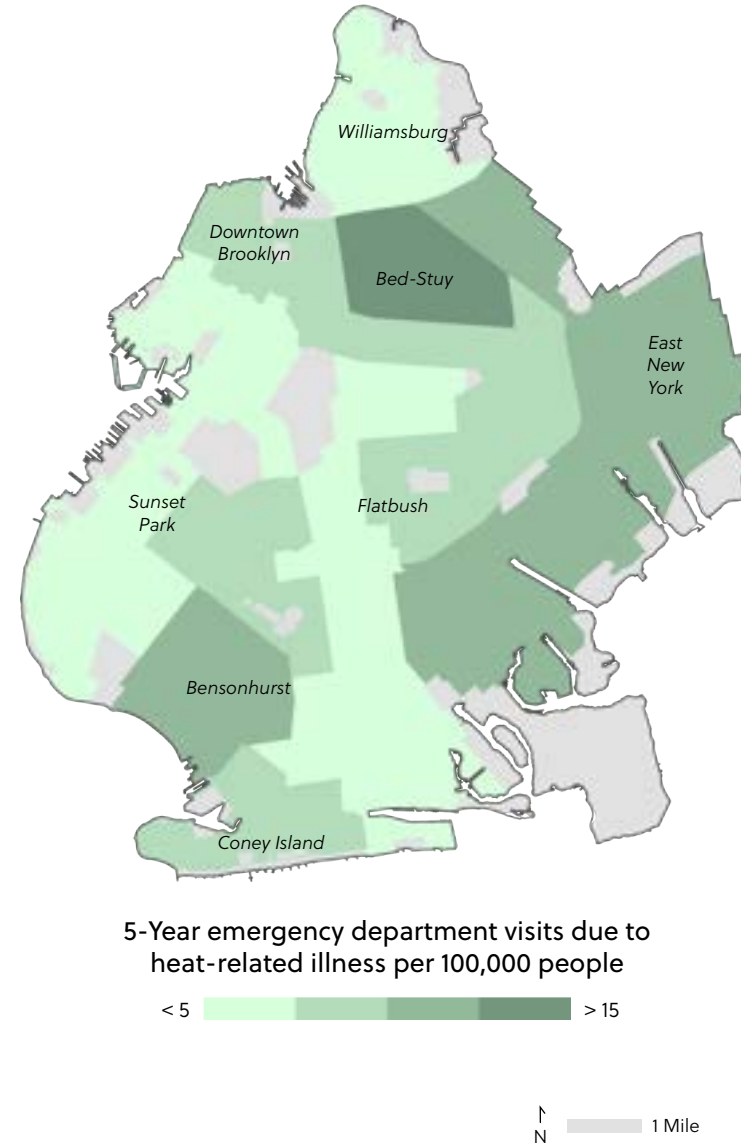 Williamsburg
Downtown
Brooklyn
Bed-Stuy
East
New
York
Sunset
Park
Flatbush
Bensonhurst
Coney Island
5-Year emergency department visits due to
heat-related illness per 100,000 people
< 5 > 15
N 1 Mile